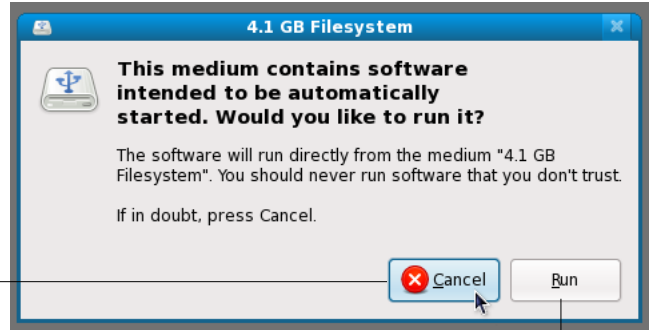 4.1 GB Filesystem
This medium contains software
intended to be automatically
started. Would you like to run it?
The software will run directly from the medium "4.1 GB
Filesystem". You should never run software that you don't trust.
If in doubt, press Cancel.
Cancel Run